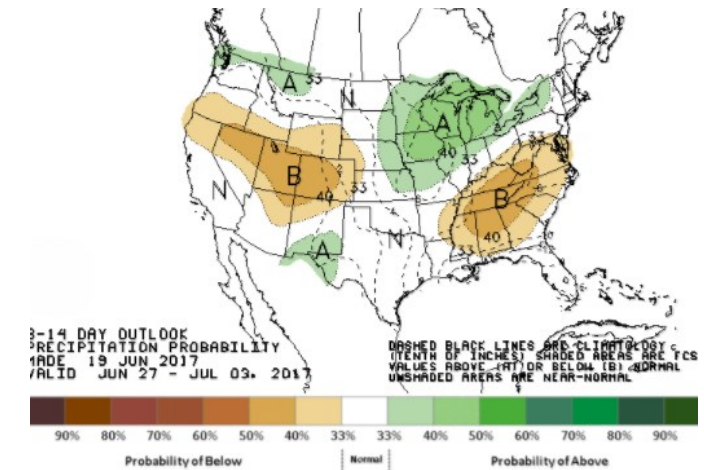 A
33
N
N
A
40
33
33
B
40
33
N
B
40
33
N
A
8-14 DAY OUTLOOK
PRECIPITATION PROBABILITY
MADE 19 JUN 2017
VALID JUN 27 - JUL 03, 2017
DASHED BLACK LINES ARE CLIMATOLOGY
(TENTH OF INCHES) SHADED AREAS ARE FCST
VALUES ABOVE (A) OR BELOW (B) NORMAL
UNSHADED AREAS ARE NEAR-NORMAL
90% 80% 70% 60% 50% 40% 33% 33% 40% 50% 60% 70% 80% 90%
Probability of Below Normal Probability of Above